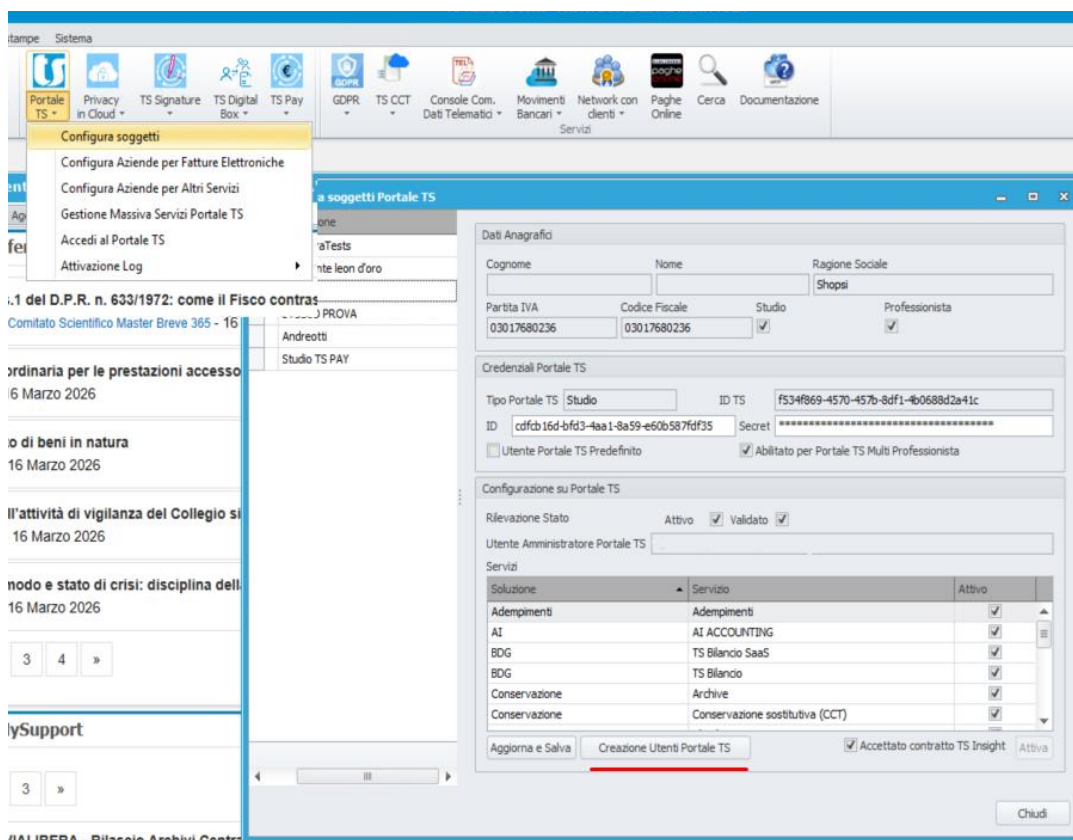 Sistema
Portale TS
Privacy in Cloud
TS Signature
TS Digital Box
TS Pay
GDPR
TS CCT
Console Com. Dati Telematici
Movimenti Bancari
Network con clienti
Paghe Online
Cerca
Documentazione
Servizi
Configura soggetti
Configura Aziende per Fatture Elettroniche
Configura Aziende per Altri Servizi
Gestione Massiva Servizi Portale TS
Accedi al Portale TS
Attivazione Log
a soggetti Portale TS
leon d'oro
PROVA
Andreotti
Studio TS PAY
.1 del D.P.R. n. 633/1972: come il Fisco contras
Comitato Scientifico Master Breve 365 - 16
ordinaria per le prestazioni accesso
16 Marzo 2026
o di beni in natura
16 Marzo 2026
ll'attività di vigilanza del Collegio si
16 Marzo 2026
modo e stato di crisi: disciplina dell
16 Marzo 2026
3 4 »
ySupport
3 »
Dati Anagrafici
Cognome Nome Ragione Sociale
Shopsi
Partita IVA Codice Fiscale Studio Professionista
03017680236 03017680236
Credenziali Portale TS
Tipo Portale TS Studio ID TS f534f869-4570-457b-8df1-4b0688d2a41c
ID cdfcb16d-bfd3-4aa1-8a59-e60b587fdf35 Secret ************************************
Utente Portale TS Predefinito Abilitato per Portale TS Multi Professionista
Configurazione su Portale TS
Rilevazione Stato Attivo Validato
Utente Amministratore Portale TS
Servizi
Soluzione Servizio Attivo
Adempimenti Adempimenti
AI AI ACCOUNTING
BDG TS Bilancio SaaS
BDG TS Bilancio
Conservazione Archive
Conservazione Conservazione sostitutiva (CCT)
Aggiorna e Salva Creazione Utenti Portale TS Accettato contratto TS Insight Attiva
Chiudi